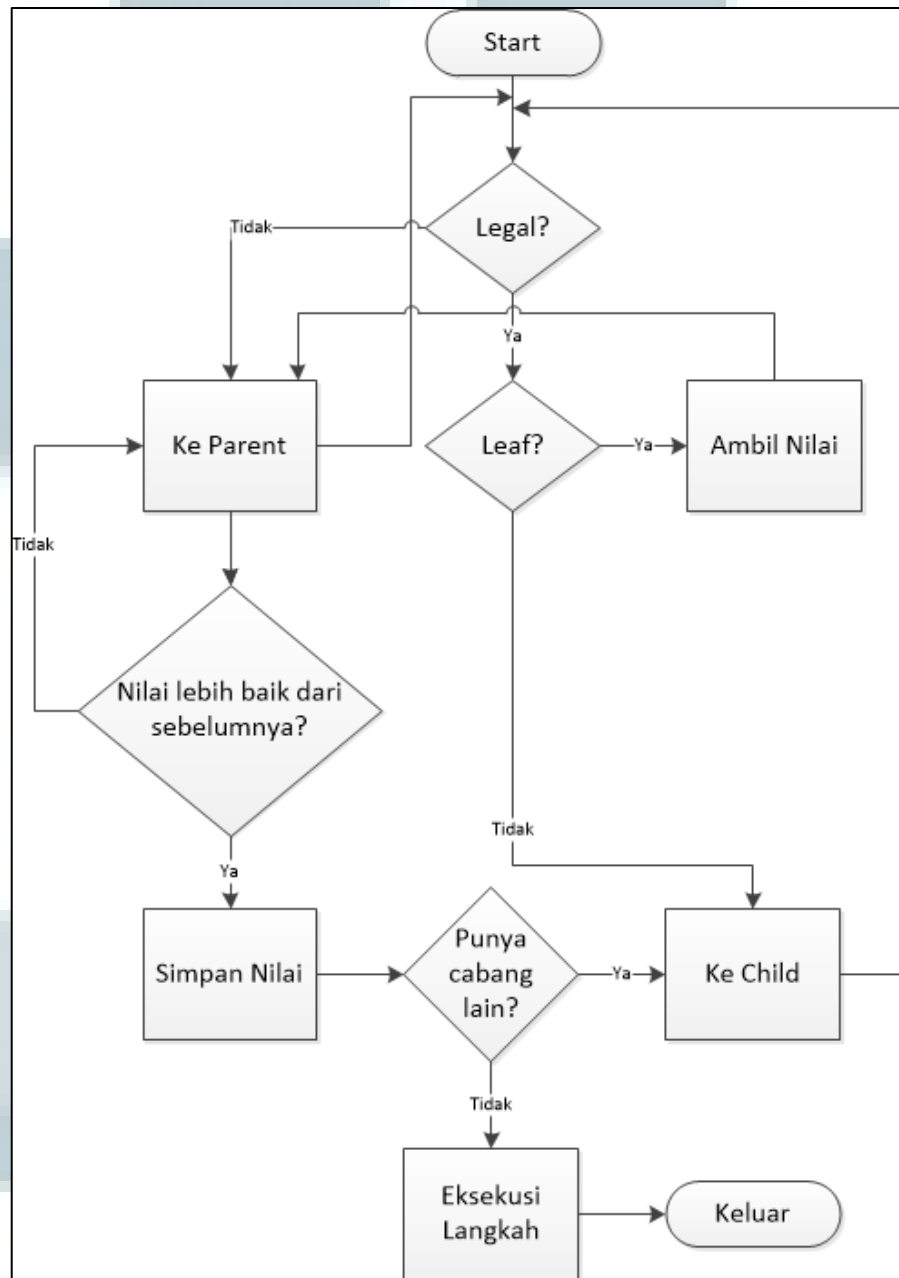 Start
Legal?
Tidak
Ya
Ke Parent
Leaf?
Ya
Ambil Nilai
Tidak
Nilai lebih baik dari
sebelumnya?
Tidak
Ya
Simpan Nilai
Punya
cabang
lain?
Ya
Ke Child
Tidak
Eksekusi
Langkah
Keluar